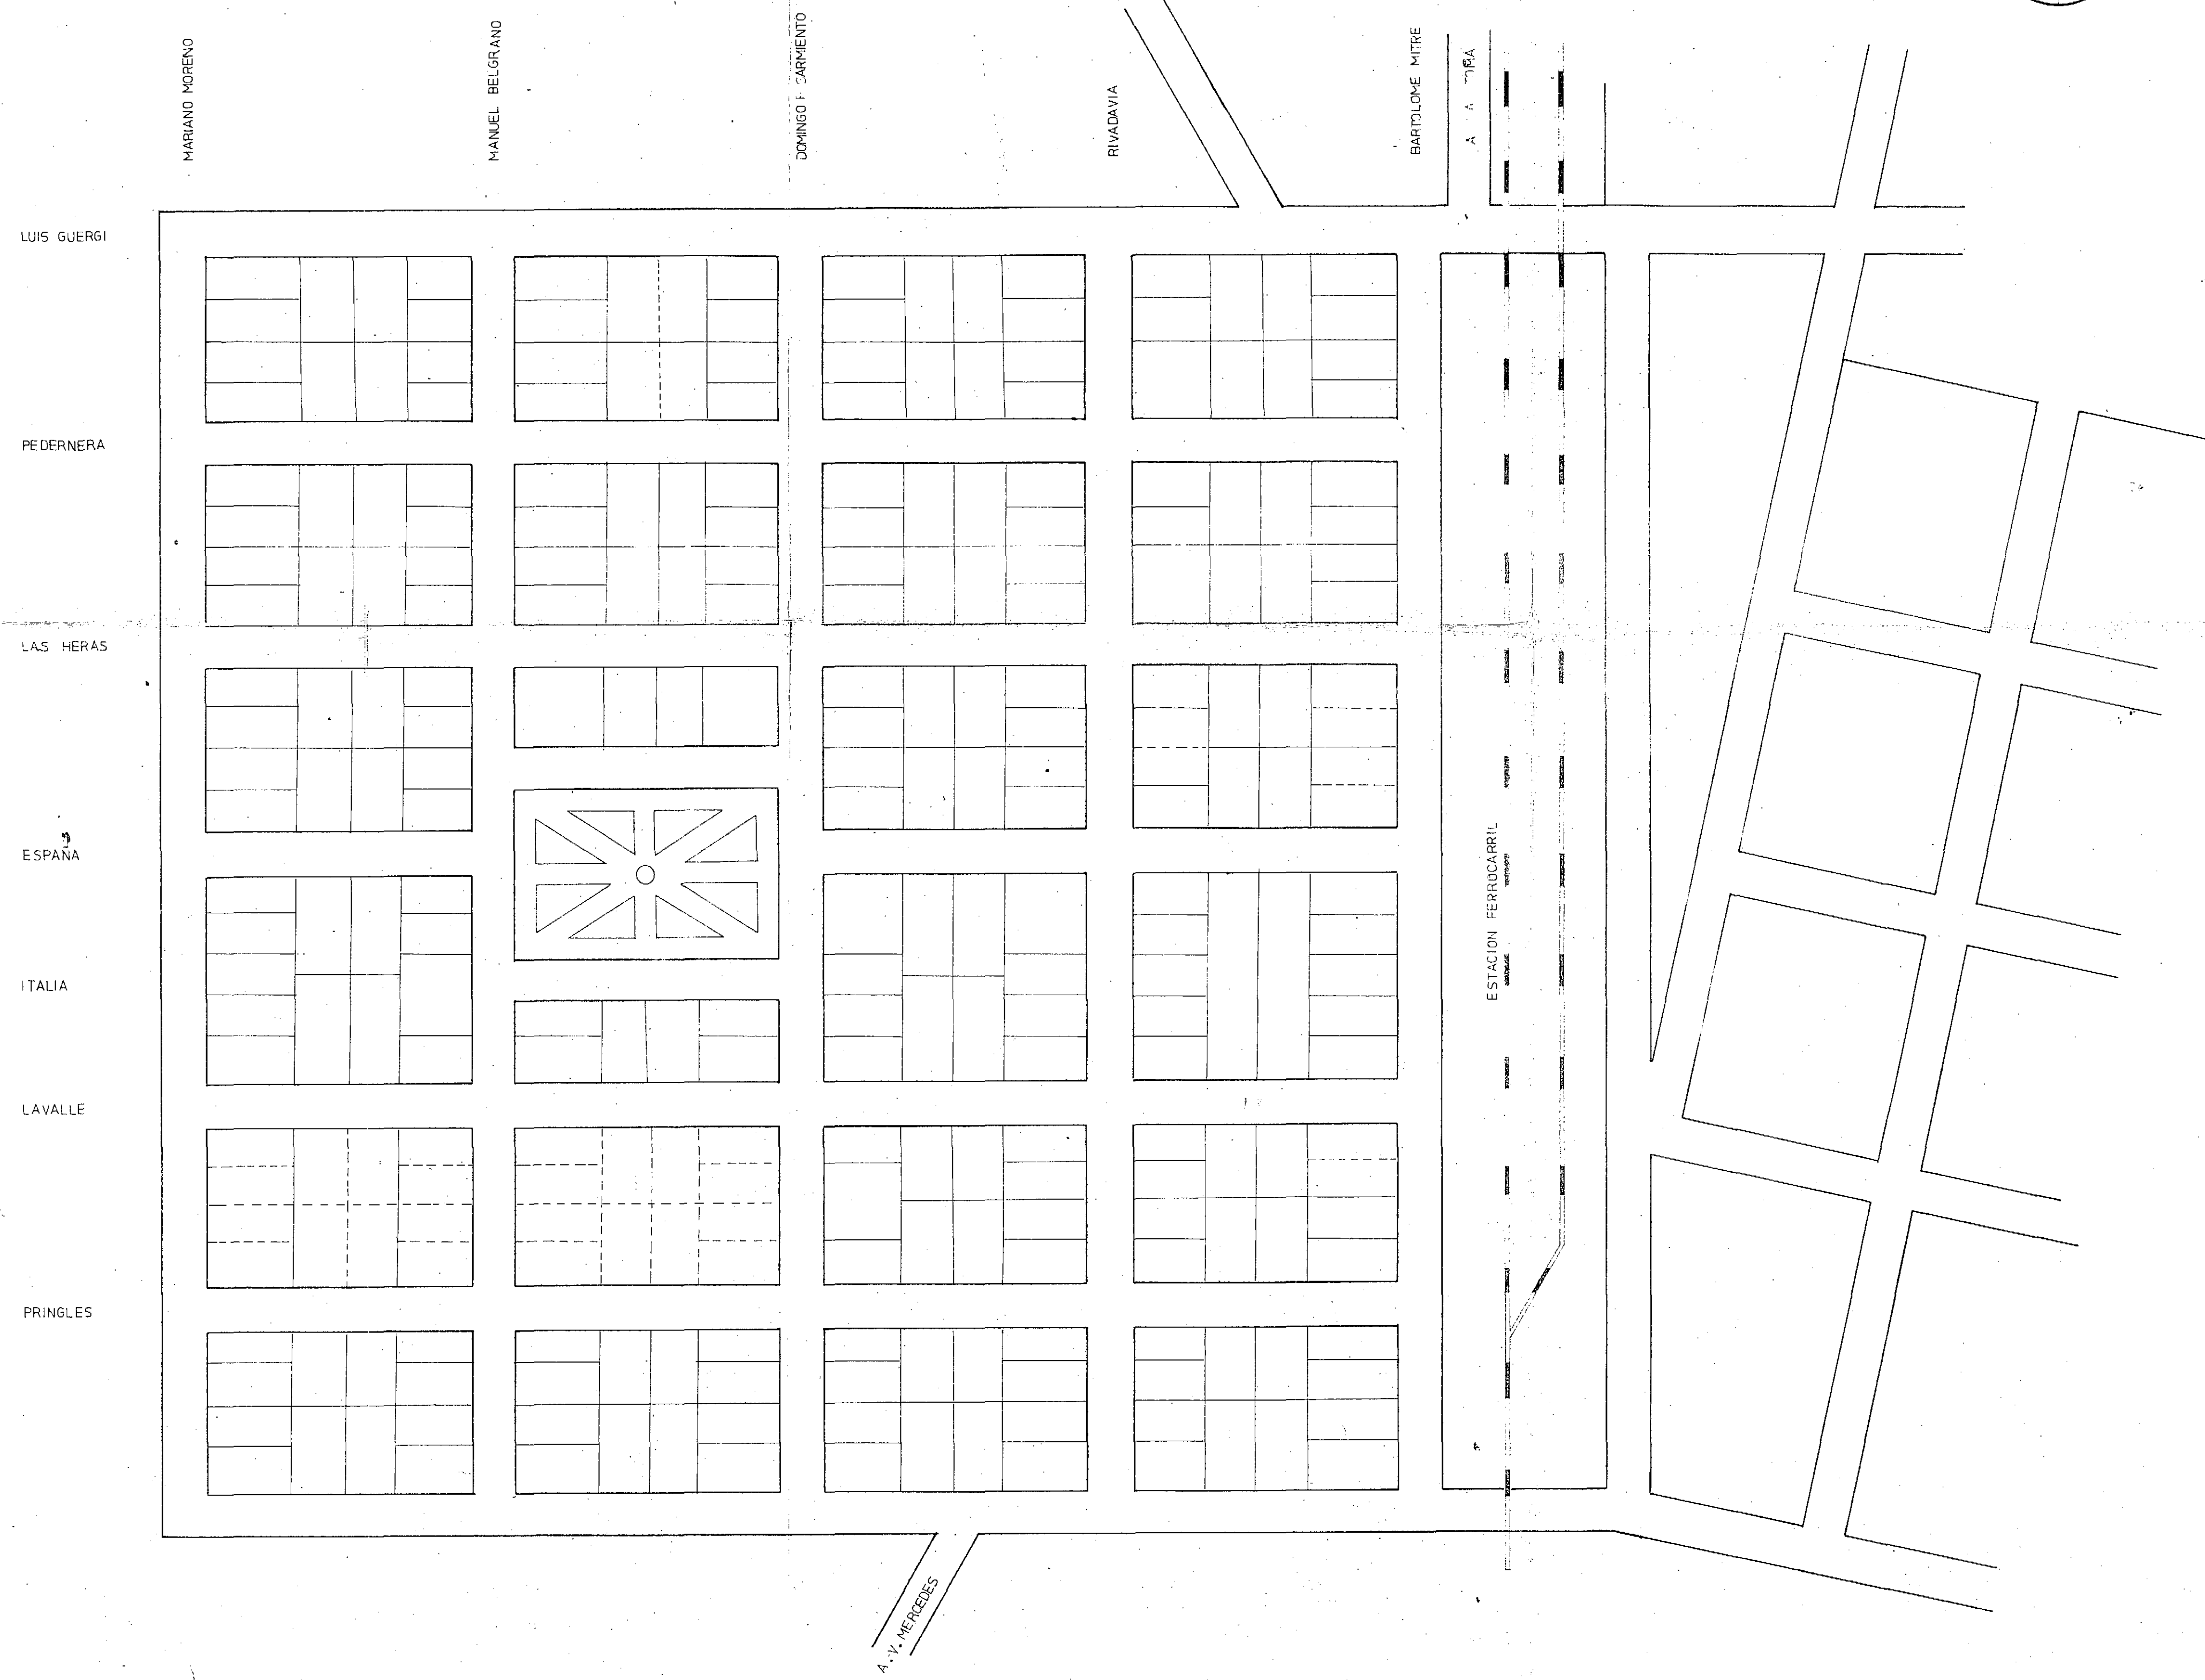 MARIANO MORENO
MANUEL BELGRANO
DOMINGO F. SARMIENTO
RIVADAVIA
BARTOLOME MITRE
A
LUIS GUERGI
PEDERNERA
LAS HERAS
ESPAÑA
ITALIA
LAVALLE
PRINGLES
ESTACION FERROCARRIL
A.V. MERCEDES